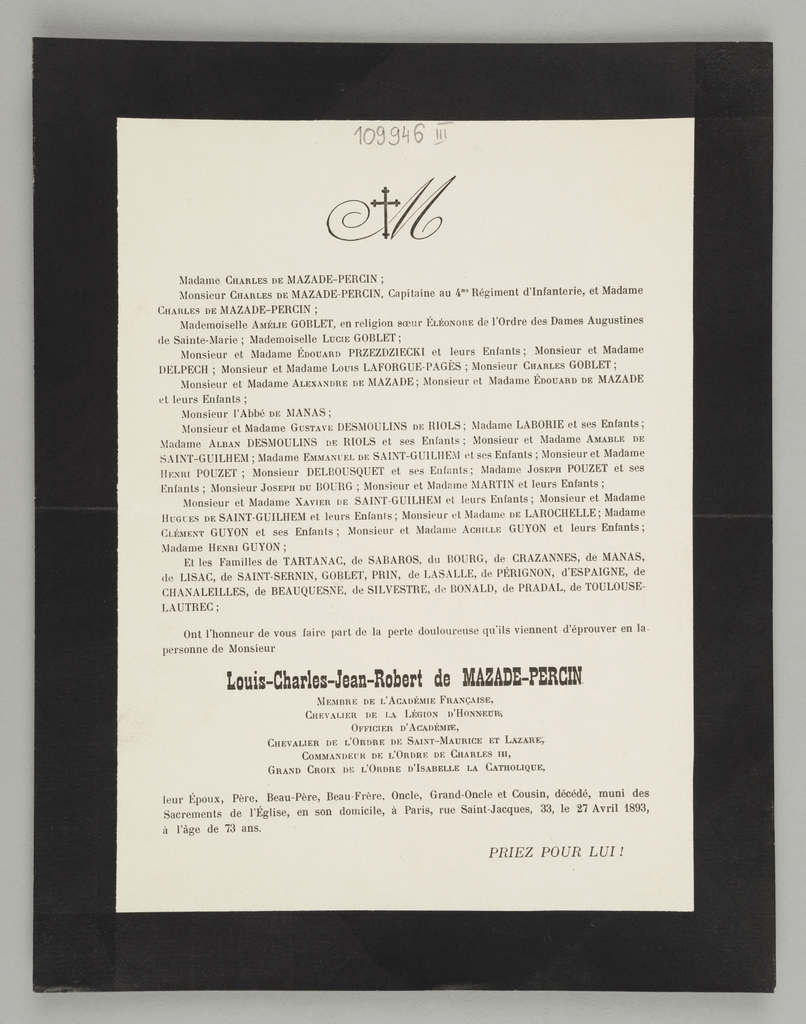 109946 III
M
Madame Charles de MAZADE-PERCIN ;
Monsieur Charles de MAZADE-PERCIN, Capitaine au 4me Régiment d'Infanterie, et Madame
Charles de MAZADE-PERCIN ;
Mademoiselle Amélie GOBLET, en religion sœur Éléonore de l'Ordre des Dames Augustines
de Sainte-Marie ; Mademoiselle Lucie GOBLET ;
Monsieur et Madame Édouard PRZEZDZIECKI et leurs Enfants ; Monsieur et Madame
DELPECH ; Monsieur et Madame Louis LAFORGUE-PAGÈS ; Monsieur Charles GOBLET ;
Monsieur et Madame Alexandre de MAZADE ; Monsieur et Madame Édouard de MAZADE
et leurs Enfants ;
Monsieur l'Abbé de MANAS ;
Monsieur et Madame Gustave DESMOULINS de RIOLS ; Madame LABORIE et ses Enfants ;
Madame Alban DESMOULINS de RIOLS et ses Enfants ; Monsieur et Madame Amable de
SAINT-GUILHEM ; Madame Emmanuel de SAINT-GUILHEM et ses Enfants ; Monsieur et Madame
Henri POUZET ; Monsieur DELBOUSQUET et ses Enfants ; Madame Joseph POUZET et ses
Enfants ; Monsieur Joseph du BOURG ; Monsieur et Madame MARTIN et leurs Enfants ;
Monsieur et Madame Xavier de SAINT-GUILHEM et leurs Enfants ; Monsieur et Madame
Hugues de SAINT-GUILHEM et leurs Enfants ; Monsieur et Madame de LAROCHELLE ; Madame
Clément GUYON et ses Enfants ; Monsieur et Madame Achille GUYON et leurs Enfants ;
Madame Henri GUYON ;
Et les Familles de TARTANAC, de SABAROS, du BOURG, de CRAZANNES, de MANAS,
de LISAC, de SAINT-SERNIN, GOBLET, PRIN, de LASALLE, de PÉRIGNON, d'ESPAIGNE, de
CHANALEILLES, de BEAUQUESNE, de SILVESTRE, de BONALD, de PRADAL, de TOULOUSE-
LAUTREC ;
Ont l'honneur de vous faire part de la perte douloureuse qu'ils viennent d'éprouver en la
personne de Monsieur
Louis-Charles-Jean-Robert de MAZADE-PERCIN
Membre de l'Académie Française,
Chevalier de la Légion d'Honneur,
Officier d'Académie,
Chevalier de l'Ordre de Saint-Maurice et Lazare,
Commandeur de l'Ordre de Charles III,
Grand Croix de l'Ordre d'Isabelle la Catholique,
leur Époux, Père, Beau-Père, Beau-Frère, Oncle, Grand-Oncle et Cousin, décédé, muni des
Sacrements de l'Église, en son domicile, à Paris, rue Saint-Jacques, 33, le 27 Avril 1893,
à l'âge de 73 ans.
PRIEZ POUR LUI !